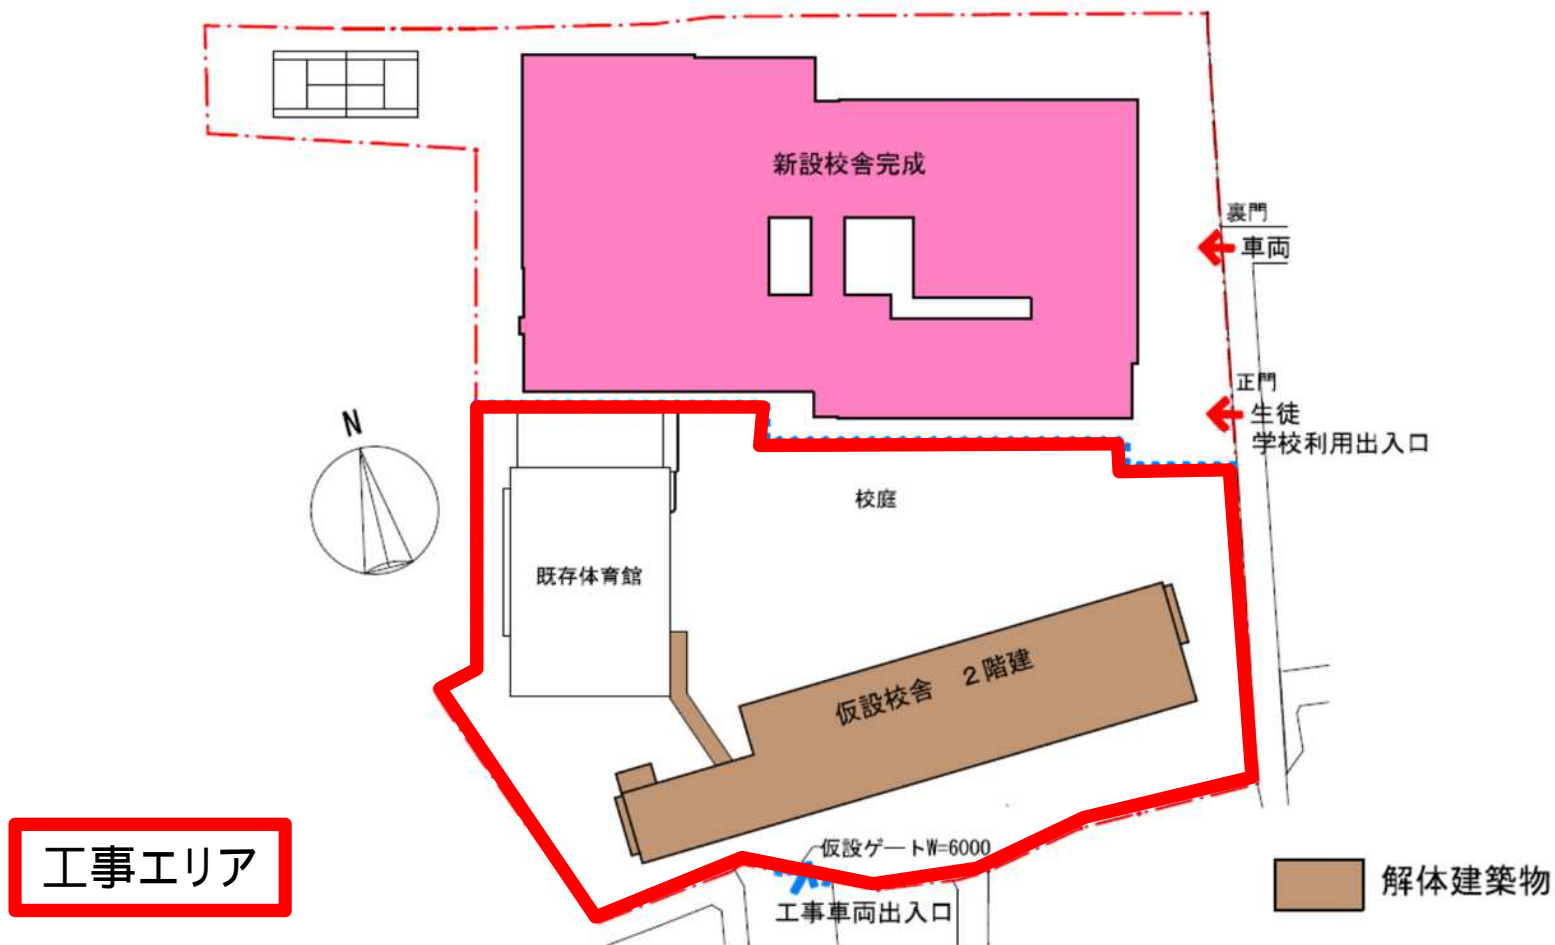 新設校舎完成
裏門
車両
正門
生徒
学校利用出入口
N
校庭
既存体育館
仮設校舎 2階建
仮設ゲートW=6000
工事エリア
工事車両出入口
解体建築物